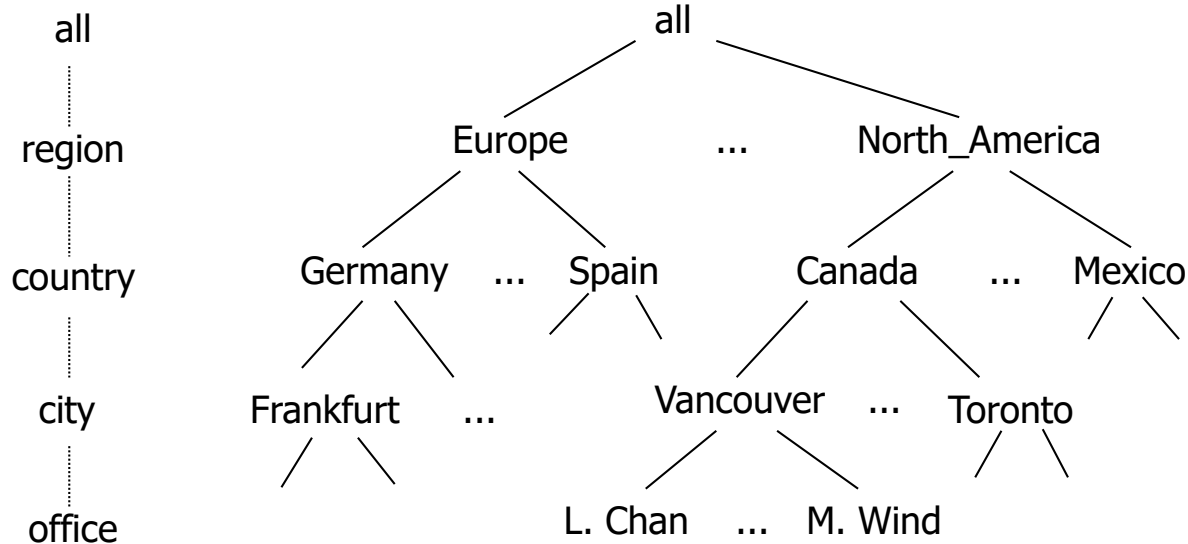 all all
region Europe ... North_America
country Germany ... Spain Canada ... Mexico
city Frankfurt ... Vancouver ... Toronto
office L. Chan ... M. Wind